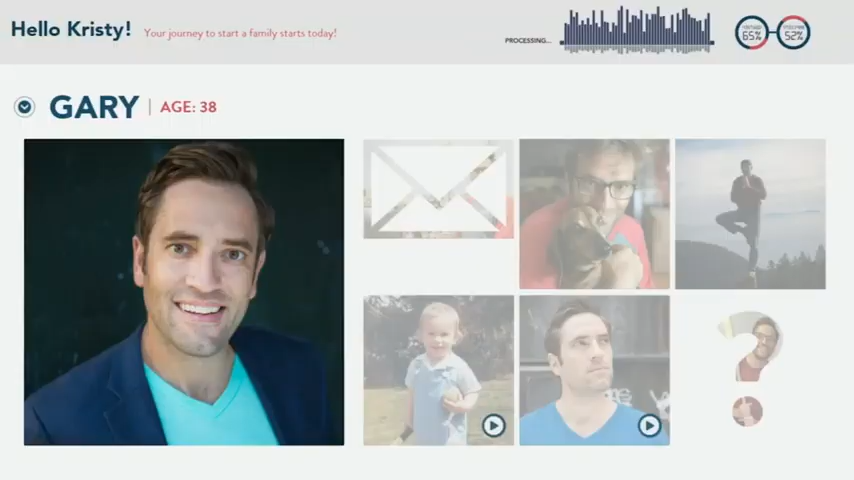 Hello Kristy! Your journey to start a family starts today!
PROCESSING...
65% 52%
GARY | AGE: 38